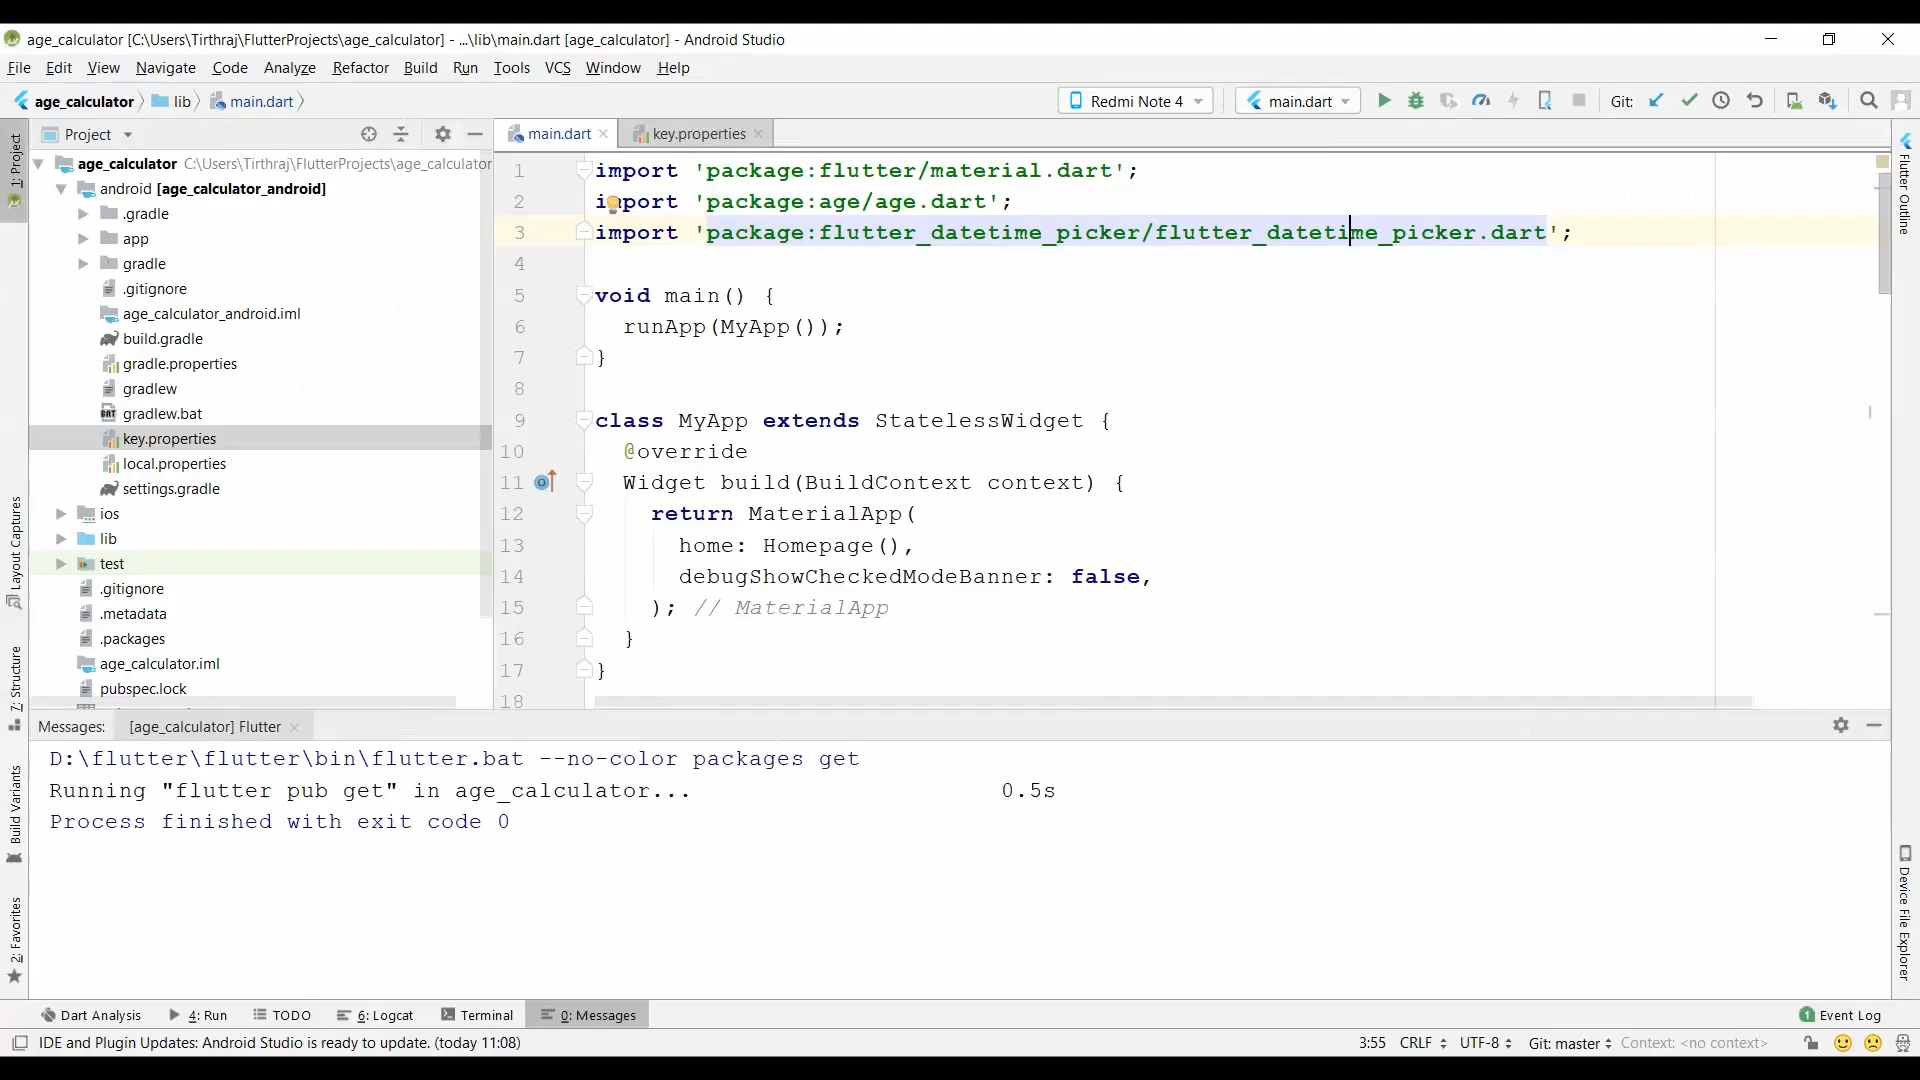 age_calculator [C:\Users\Tirthraj\FlutterProjects\age_calculator] - ...\lib\main.dart [age_calculator] - Android Studio
File Edit View Navigate Code Analyze Refactor Build Run Tools VCS Window Help
age_calculator lib main.dart Redmi Note 4 main.dart Git:
Project main.dart key.properties
age_calculator C:\Users\Tirthraj\FlutterProjects\age_calculator
android [age_calculator_android]
.gradle
app
gradle
.gitignore
age_calculator_android.iml
build.gradle
gradle.properties
gradlew
gradlew.bat
key.properties
local.properties
settings.gradle
ios
lib
test
.gitignore
.metadata
.packages
age_calculator.iml
pubspec.lock
1 import 'package:flutter/material.dart';
2 import 'package:age/age.dart';
3 import 'package:flutter_datetime_picker/flutter_datetime_picker.dart';
4
5 void main() {
6 runApp(MyApp());
7 }
8
9 class MyApp extends StatelessWidget {
10 @override
11 Widget build(BuildContext context) {
12 return MaterialApp(
13 home: Homepage(),
14 debugShowCheckedModeBanner: false,
15 ); // MaterialApp
16 }
17 }
18
Messages: [age_calculator] Flutter
D:\flutter\flutter\bin\flutter.bat --no-color packages get
Running "flutter pub get" in age_calculator... 0.5s
Process finished with exit code 0
1: Project
Layout Captures
7: Structure
Build Variants
2: Favorites
Flutter Outline
Device File Explorer
Dart Analysis 4: Run TODO 6: Logcat Terminal 0: Messages 1 Event Log
IDE and Plugin Updates: Android Studio is ready to update. (today 11:08) 3:55 CRLF UTF-8 Git: master Context: <no context>